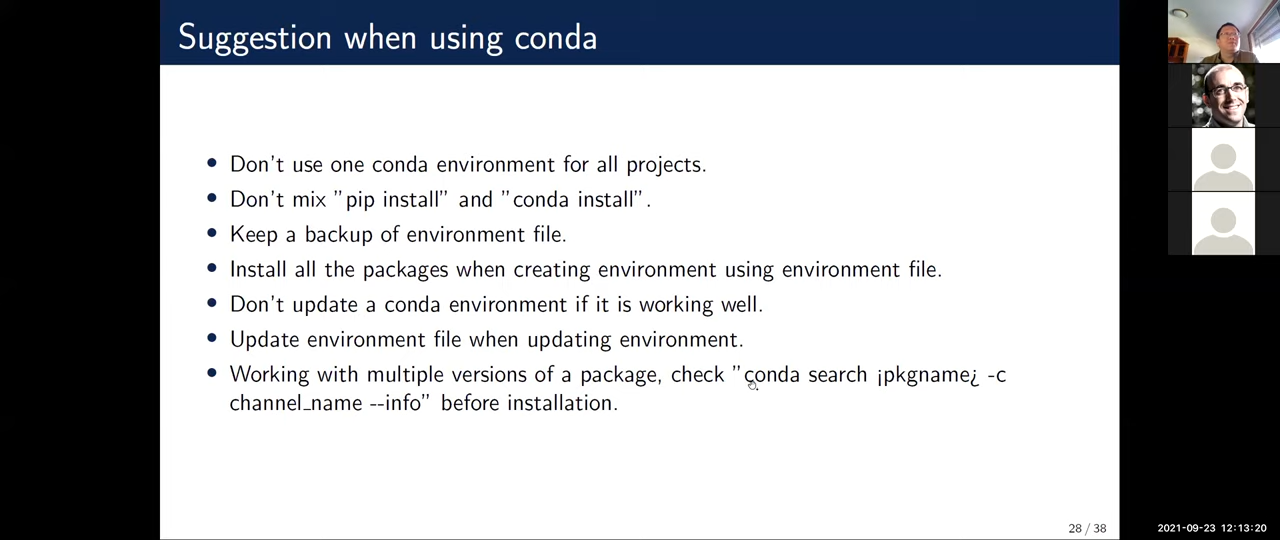 Suggestion when using conda
• Don't use one conda environment for all projects.
• Don't mix ”pip install” and ”conda install”.
• Keep a backup of environment file.
• Install all the packages when creating environment using environment file.
• Don't update a conda environment if it is working well.
• Update environment file when updating environment.
• Working with multiple versions of a package, check ”conda search ¡pkgname¿ -c
channel_name --info” before installation.
28 / 38
2021-09-23 12:13:20